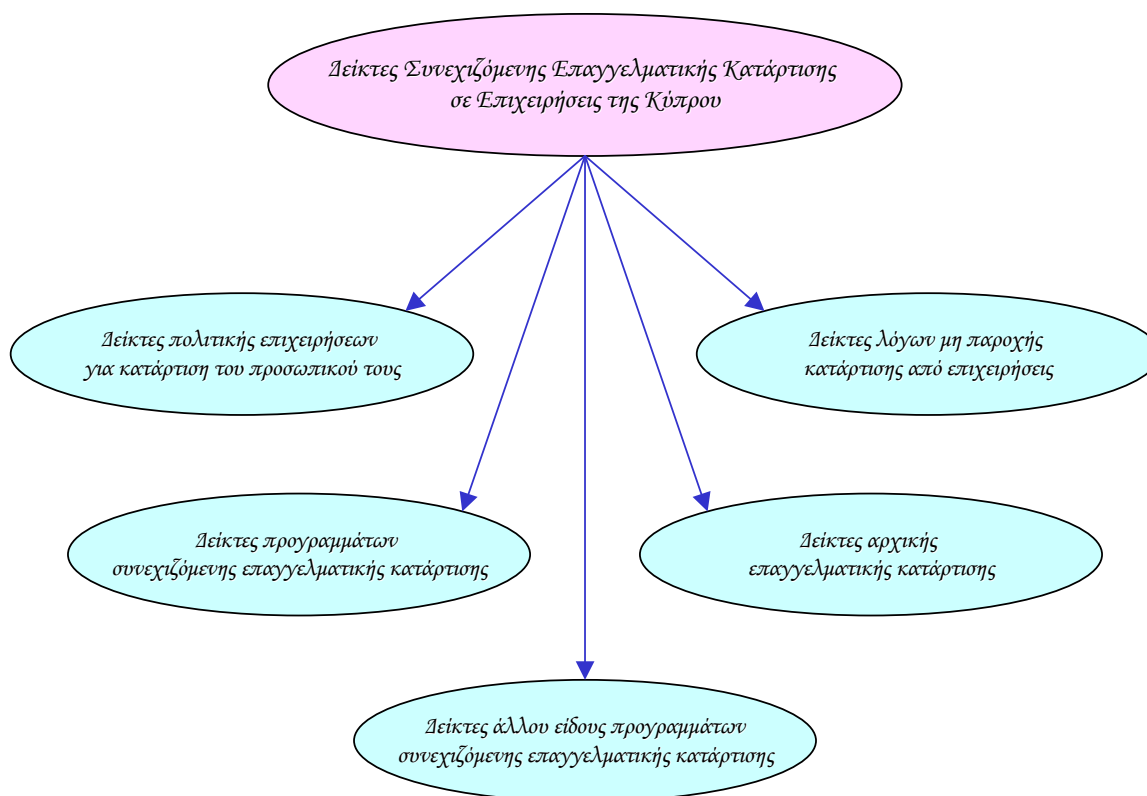 Δείκτες Συνεχιζόμενης Επαγγελματικής Κατάρτισης
σε Επιχειρήσεις της Κύπρου
Δείκτες πολιτικής επιχειρήσεων
για κατάρτιση του προσωπικού τους
Δείκτες λόγων μη παροχής
κατάρτισης από επιχειρήσεις
Δείκτες προγραμμάτων
συνεχιζόμενης επαγγελματικής κατάρτισης
Δείκτες αρχικής
επαγγελματικής κατάρτισης
Δείκτες άλλου είδους προγραμμάτων
συνεχιζόμενης επαγγελματικής κατάρτισης